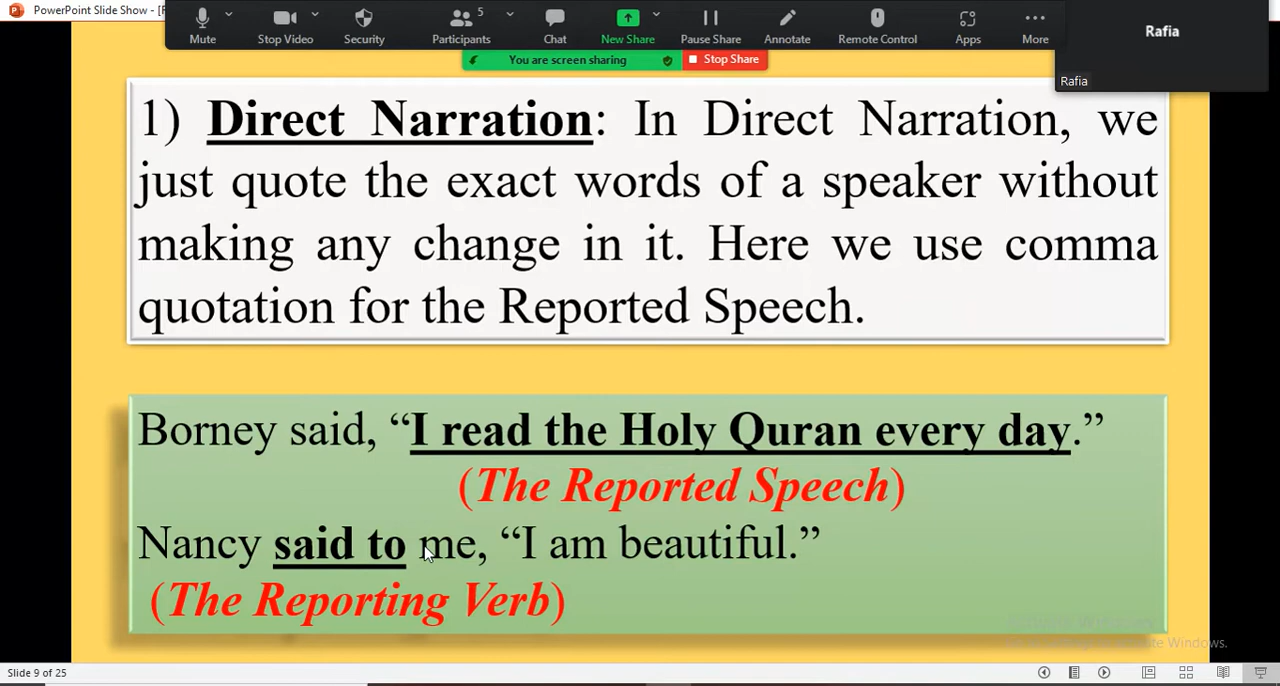 PowerPoint Slide Show - [
Mute
Stop Video
Security
5
Participants
Chat
New Share
Pause Share
Annotate
Remote Control
Apps
More
Rafia
Rafia
You are screen sharing
Stop Share
1) Direct Narration: In Direct Narration, we
just quote the exact words of a speaker without
making any change in it. Here we use comma
quotation for the Reported Speech.
Borney said, “I read the Holy Quran every day.”
(The Reported Speech)
Nancy said to me, “I am beautiful.”
(The Reporting Verb)
Windows.
Slide 9 of 25